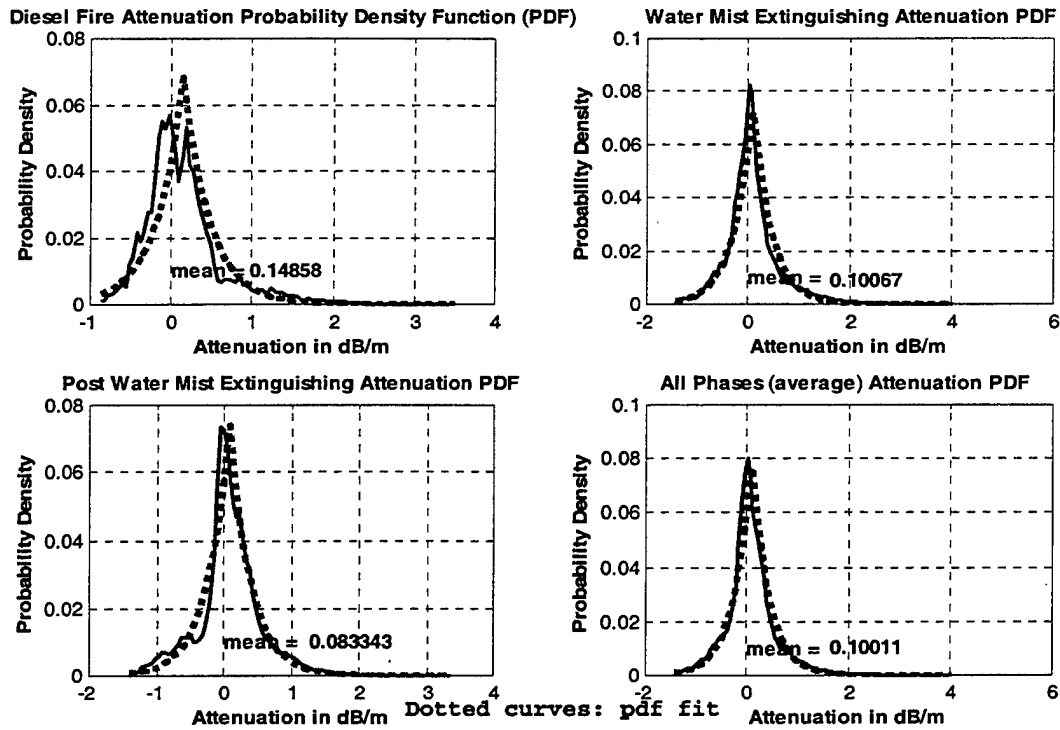 Diesel Fire Attenuation Probability Density Function (PDF)
0.08
0.06
0.04
0.02
0
Probability Density
mean = 0.14858
-1 0 1 2 3 4
Attenuation in dB/m
Water Mist Extinguishing Attenuation PDF
0.1
0.08
0.06
0.04
0.02
0
Probability Density
mean = 0.10067
-2 0 2 4 6
Attenuation in dB/m
Post Water Mist Extinguishing Attenuation PDF
0.08
0.06
0.04
0.02
0
Probability Density
mean = 0.083343
-2 -1 0 1 2 3 4
Attenuation in dB/m
All Phases (average) Attenuation PDF
0.1
0.08
0.06
0.04
0.02
0
Probability Density
mean = 0.10011
-2 0 2 4 6
Attenuation in dB/m
Dotted curves: pdf fit